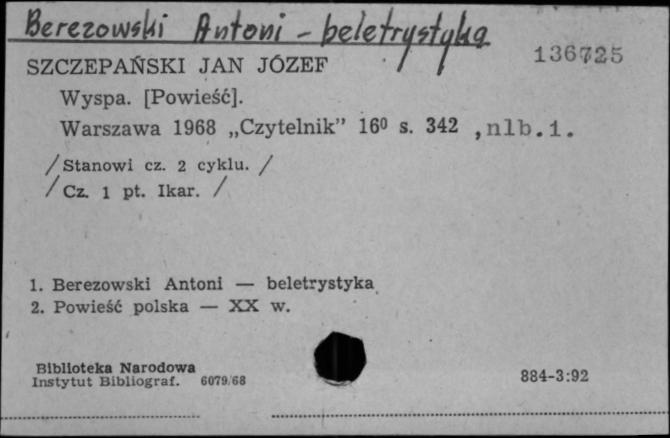 Berezowski Antoni - beletrystyka
136725
SZCZEPAŃSKI JAN JÓZEF
Wyspa. [Powieść].
Warszawa 1968 „Czytelnik” 16⁰ s. 342 ,nlb.1.
/Stanowi cz. 2 cyklu. /
/Cz. 1 pt. Ikar. /
1. Berezowski Antoni — beletrystyka
2. Powieść polska — XX w.
Biblioteka Narodowa
Instytut Bibliograf. 6079/68
884-3:92